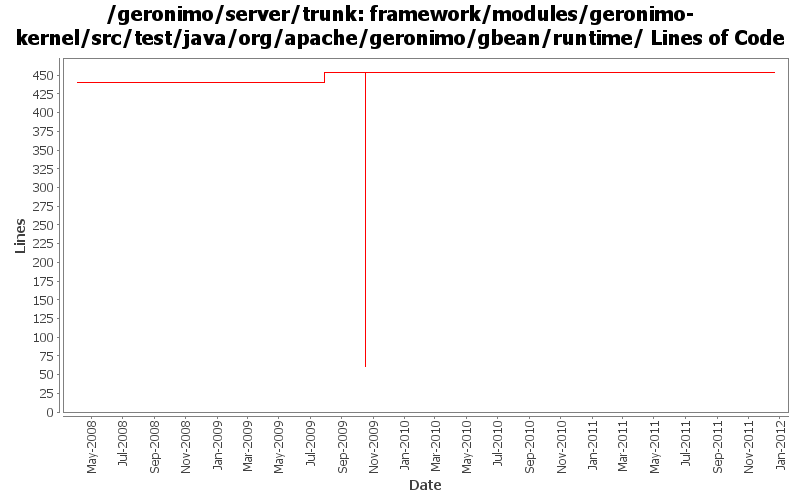 /geronimo/server/trunk: framework/modules/geronimo-
kernel/src/test/java/org/apache/geronimo/gbean/runtime/ Lines of Code
Lines
450
425
400
375
350
325
300
275
250
225
200
175
150
125
100
75
50
25
0
May-2008
Jul-2008
Sep-2008
Nov-2008
Jan-2009
Mar-2009
May-2009
Jul-2009
Sep-2009
Nov-2009
Jan-2010
Mar-2010
May-2010
Jul-2010
Sep-2010
Nov-2010
Jan-2011
Mar-2011
May-2011
Jul-2011
Sep-2011
Nov-2011
Jan-2012
Date